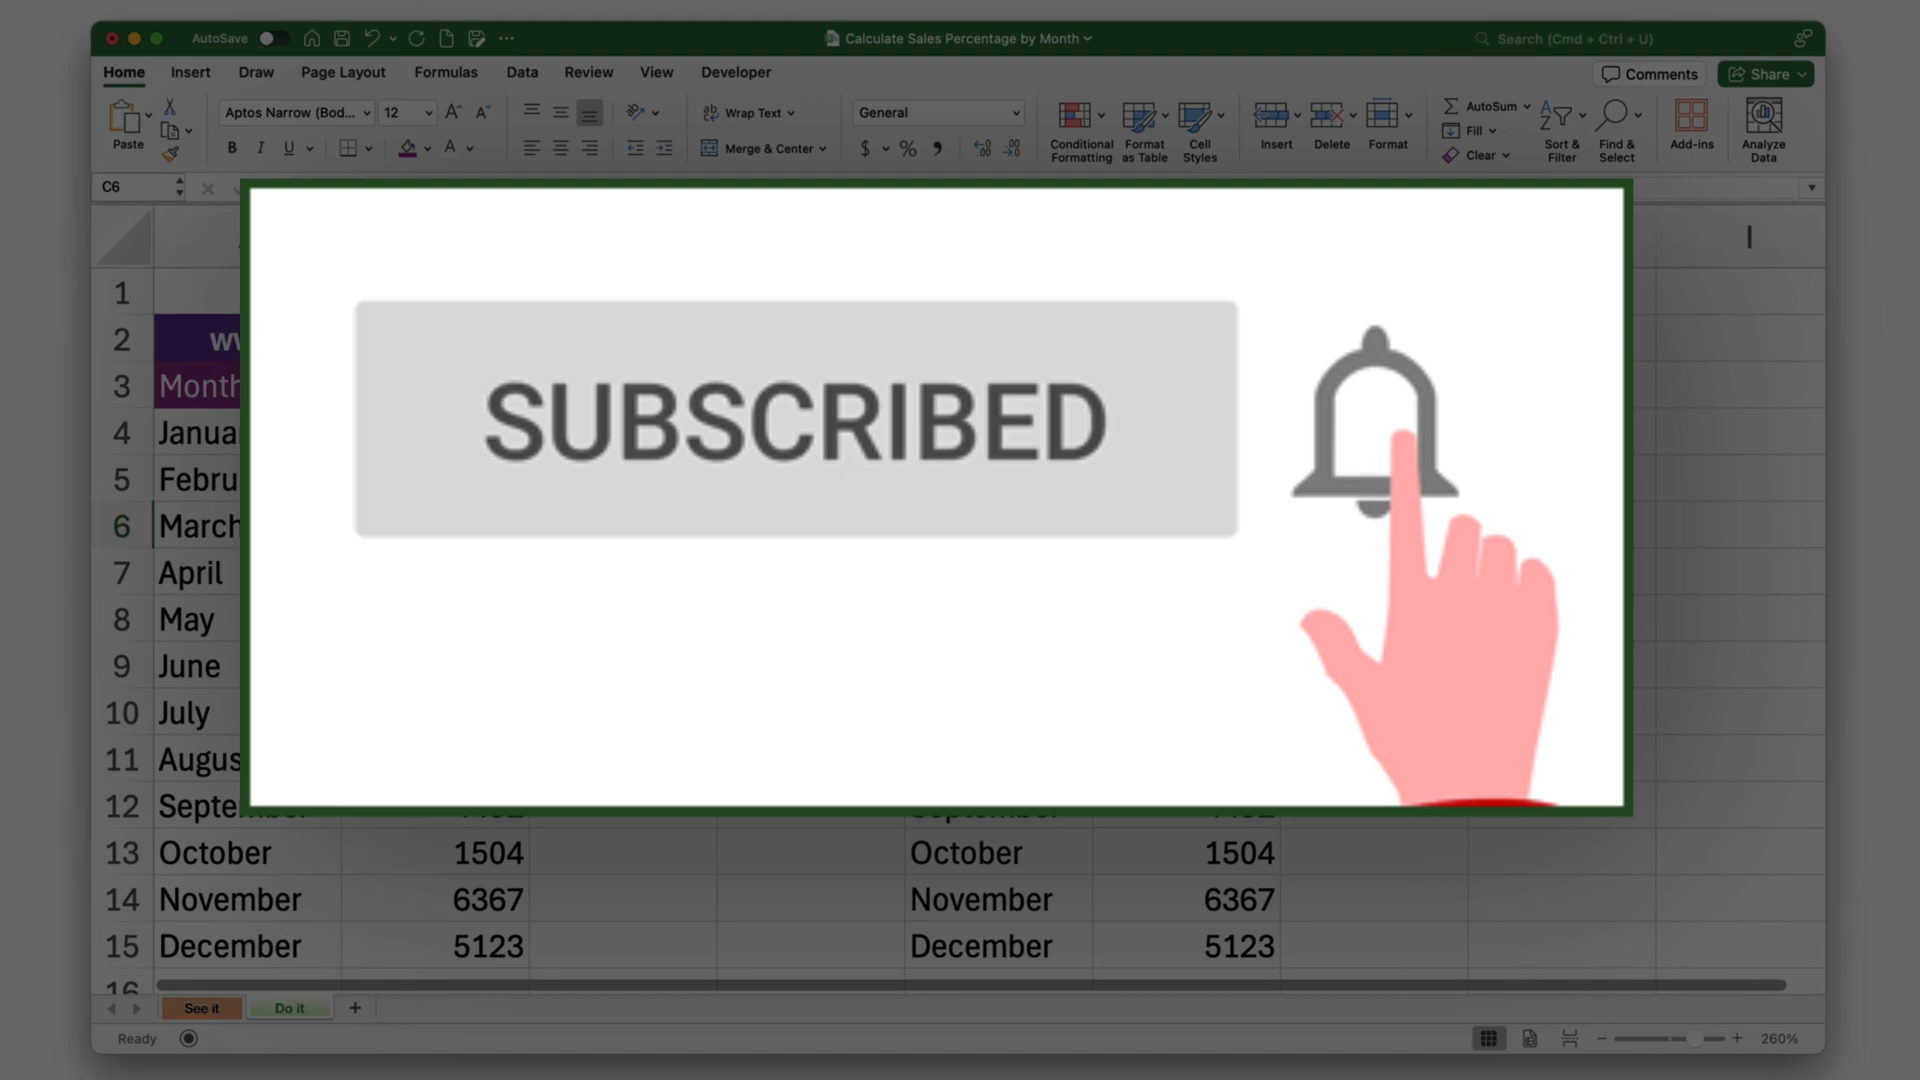 AutoSave
Calculate Sales Percentage by Month
Search (Cmd + Ctrl + U)
Home Insert Draw Page Layout Formulas Data Review View Developer
Comments Share
Paste
Aptos Narrow (Bod... 12
B I U
Wrap Text
Merge & Center
General
$ %
Conditional Formatting
Format as Table
Cell Styles
Insert Delete Format
AutoSum
Fill
Clear
Sort & Filter
Find & Select
Add-ins
Analyze Data
C6
I
SUBSCRIBED
1
2
3 Month
4
5
6 March
7 April
8 May
9 June
10 July
11
12
13 October 1504 October 1504
14 November 6367 November 6367
15 December 5123 December 5123
16
See it Do it +
Ready
260%